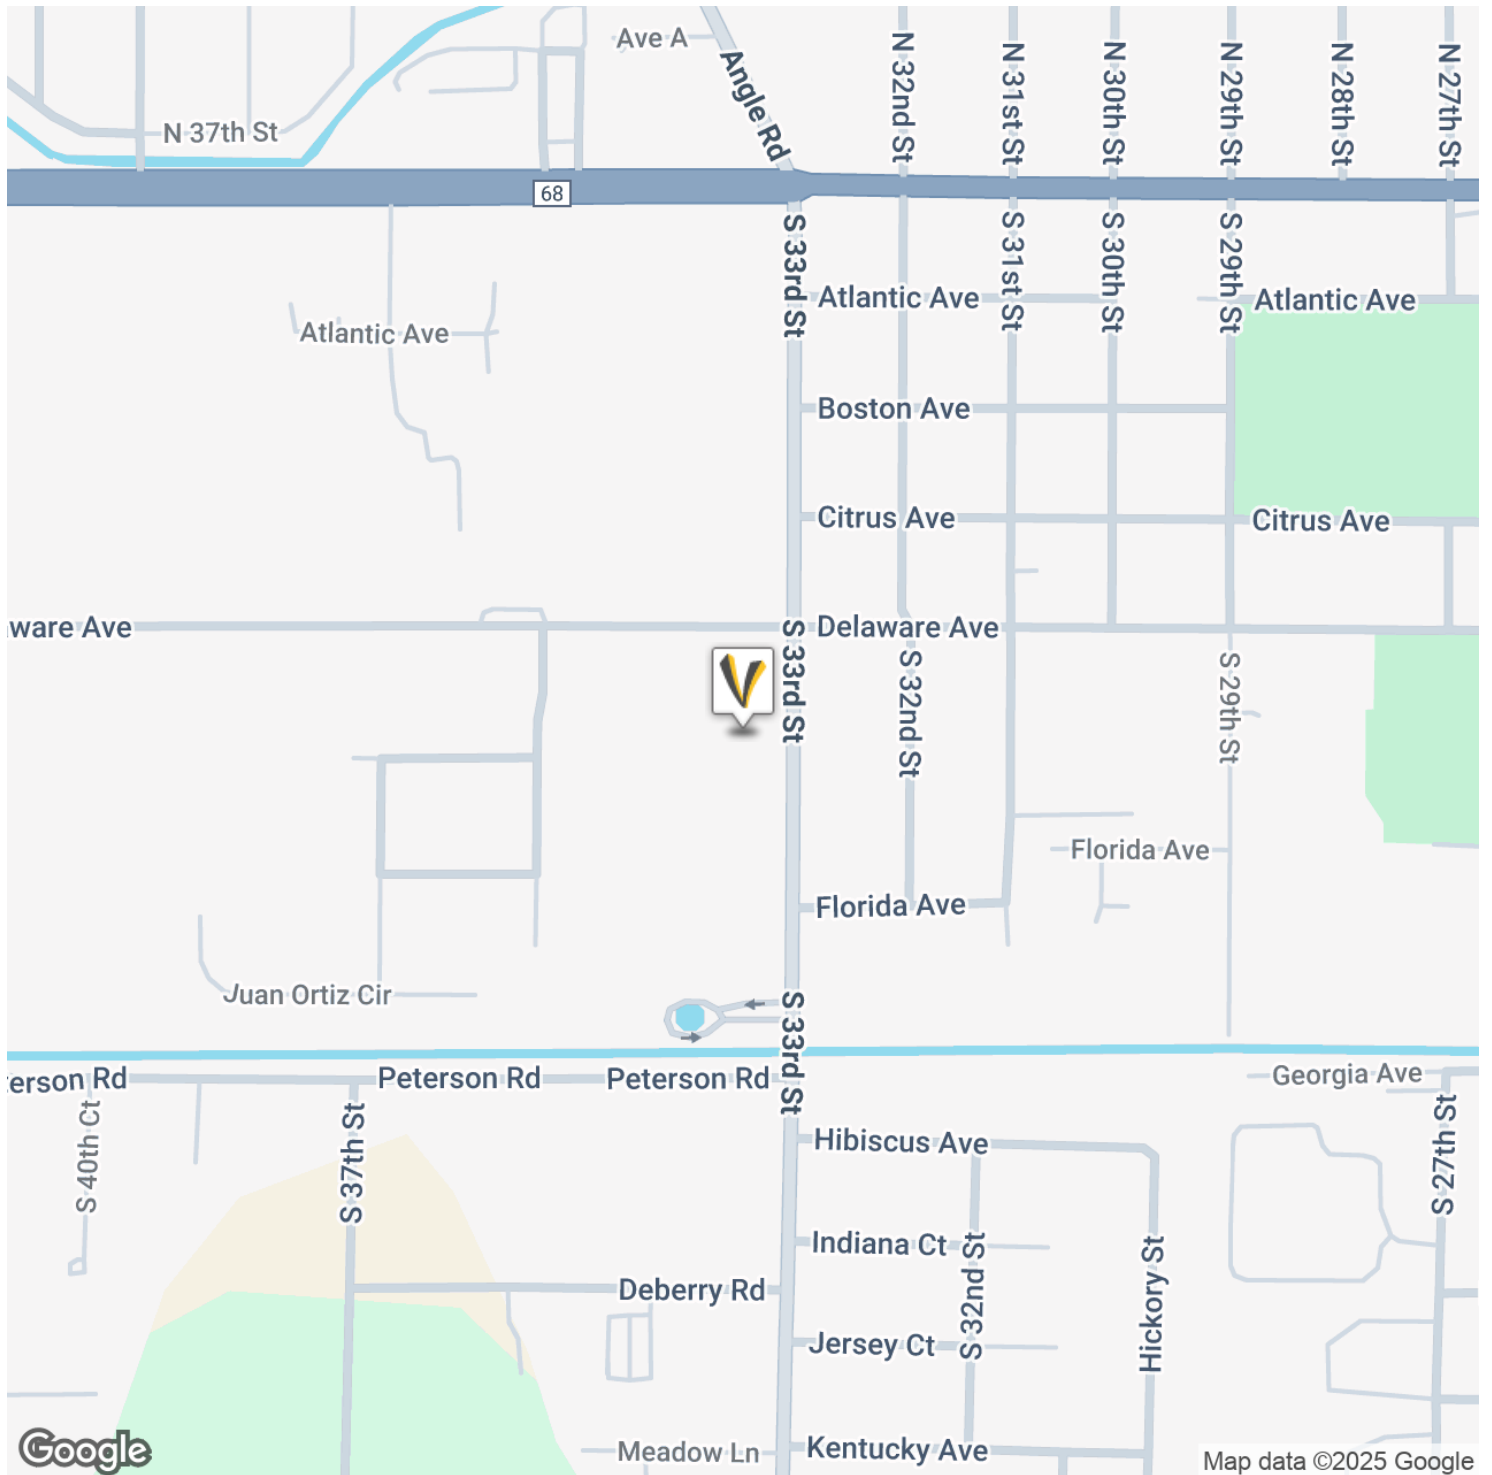 Ave A
Angle Rd
N 32nd St
N 31st St
N 30th St
N 29th St
N 28th St
N 27th St
N 37th St
68
S 33rd St
S 31st St
S 30th St
S 29th St
Atlantic Ave
Atlantic Ave
Atlantic Ave
Boston Ave
Citrus Ave
Citrus Ave
ware Ave
S 33rd St
Delaware Ave
S 32nd St
S 29th St
Florida Ave
Florida Ave
Juan Ortiz Cir
S 33rd St
terson Rd
Peterson Rd
Peterson Rd
Georgia Ave
S 40th Ct
S 37th St
Hibiscus Ave
S 27th St
Indiana Ct
S 32nd St
Hickory St
Deberry Rd
Jersey Ct
Meadow Ln
Kentucky Ave
Google
Map data ©2025 Google